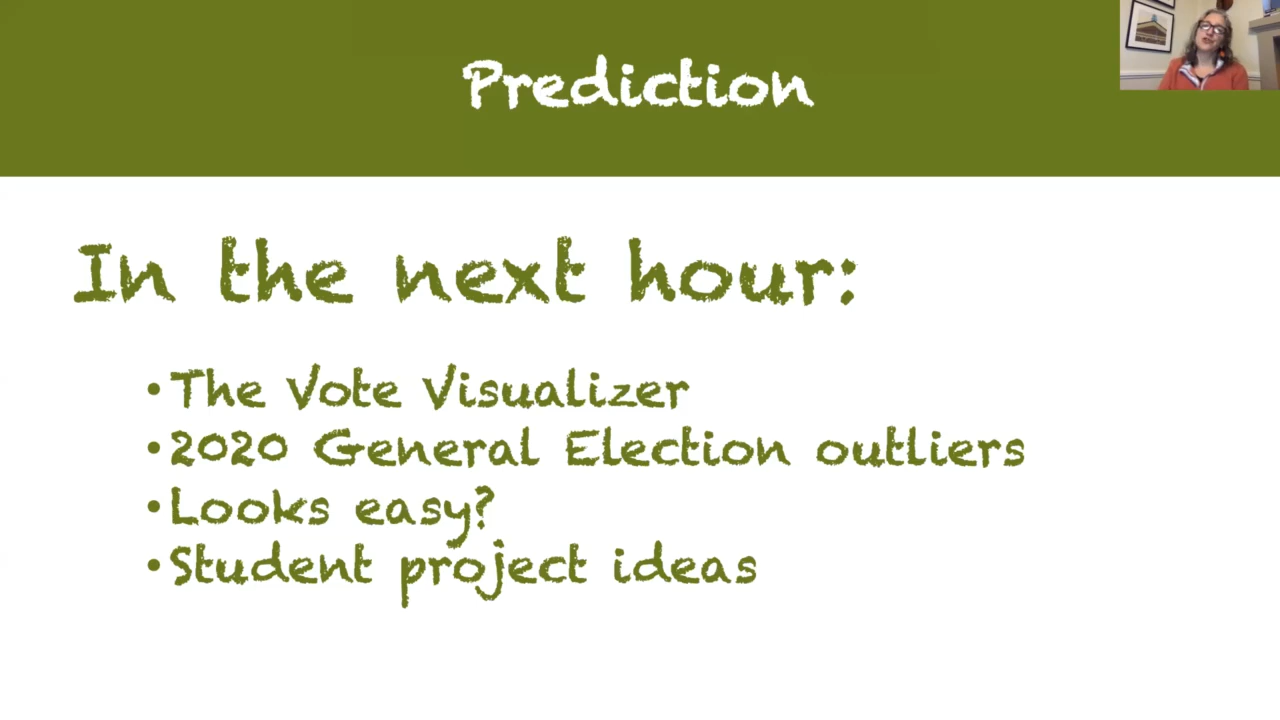 Prediction
In the next hour:
• The Vote Visualizer
• 2020 General Election outliers
• Looks easy?
• Student project ideas